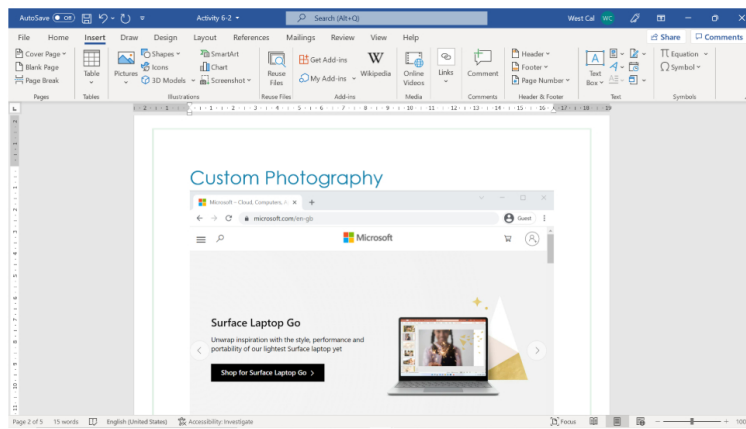 AutoSave Off Activity 6-2 Search (Alt+Q) West Cal WC
File Home Insert Draw Design Layout References Mailings Review View Help Share Comments
Cover Page Shapes SmartArt Get Add-ins W Header A Equation
Blank Page Icons Chart Footer Symbol
Page Break 3D Models Screenshot My Add-ins Page Number
Table Pictures Reuse Files Wikipedia Online Videos Links Comment Text Box
Pages Tables Illustrations Reuse Files Add-ins Media Comments Header & Footer Text Symbols
Custom Photography
Microsoft - Cloud, Computers, A
microsoft.com/en-gb Guest
Microsoft
Surface Laptop Go
Unwrap inspiration with the style, performance and
portability of our lightest Surface laptop yet
Shop for Surface Laptop Go >
Page 2 of 5 15 words English (United States) Accessibility: Investigate Focus 100